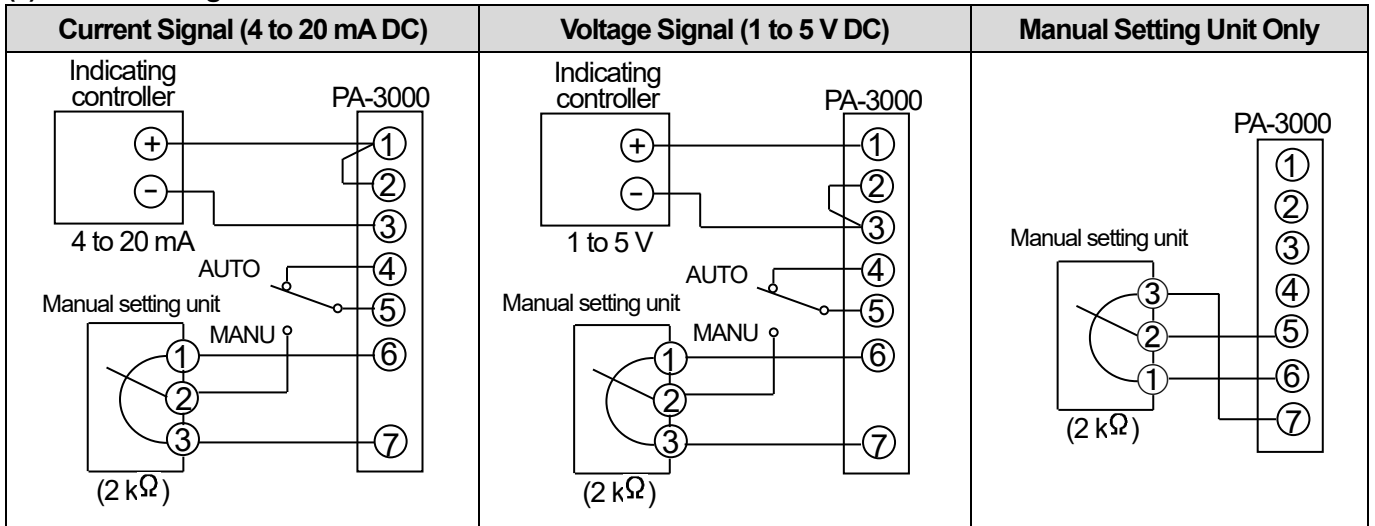 Current Signal (4 to 20 mA DC)
Voltage Signal (1 to 5 V DC)
Manual Setting Unit Only
Indicating
controller
PA-3000
+
1
2
−
3
4 to 20 mA
AUTO
4
5
Manual setting unit
MANU
1
6
2
3
7
(2 kΩ)
Indicating
controller
PA-3000
+
1
2
−
3
1 to 5 V
AUTO
4
5
Manual setting unit
MANU
1
6
2
3
7
(2 kΩ)
PA-3000
1
2
3
4
5
6
7
Manual setting unit
3
2
1
(2 kΩ)